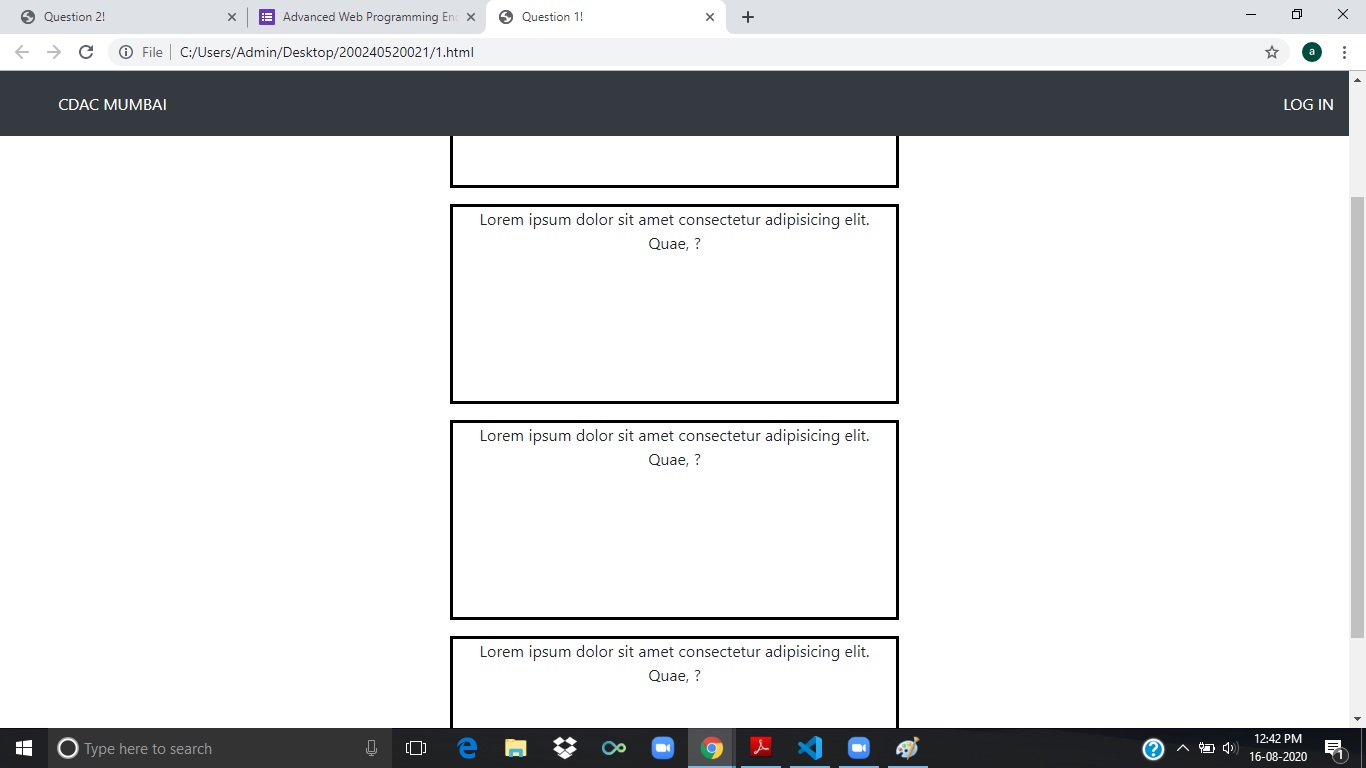 Question 2!
Advanced Web Programming En
Question 1!
File
C:/Users/Admin/Desktop/200240520021/1.html
a
CDAC MUMBAI
LOG IN
Lorem ipsum dolor sit amet consectetur adipisicing elit.
Quae, ?
Lorem ipsum dolor sit amet consectetur adipisicing elit.
Quae, ?
Lorem ipsum dolor sit amet consectetur adipisicing elit.
Quae, ?
Type here to search
12:42 PM
16-08-2020
1